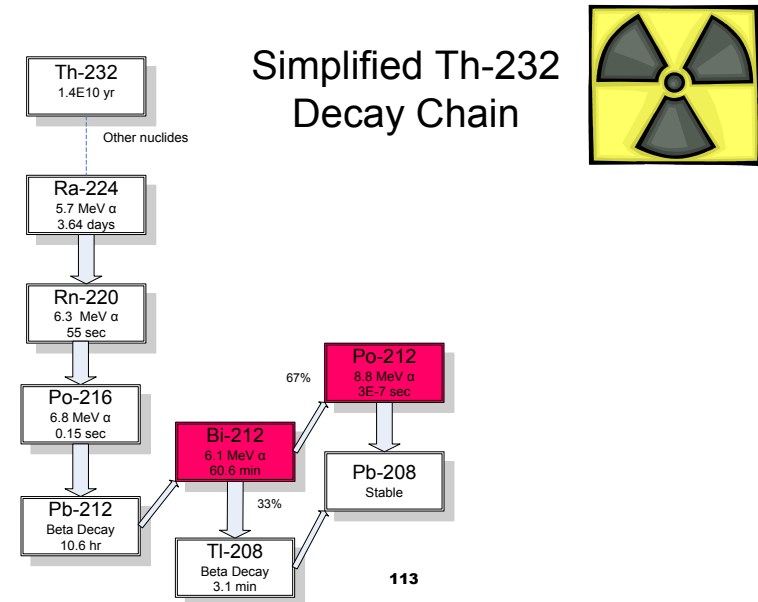 Simplified Th-232
Decay Chain
Th-232
1.4E10 yr
Other nuclides
Ra-224
5.7 MeV α
3.64 days
Rn-220
6.3 MeV α
55 sec
Po-216
6.8 MeV α
0.15 sec
Pb-212
Beta Decay
10.6 hr
Bi-212
6.1 MeV α
60.6 min
67%
Po-212
8.8 MeV α
3E-7 sec
33%
Tl-208
Beta Decay
3.1 min
Pb-208
Stable
113